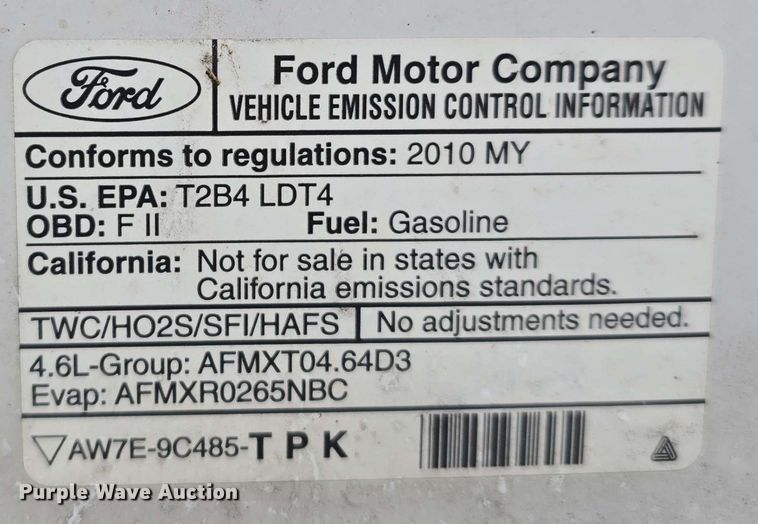 Ford
Ford Motor Company
VEHICLE EMISSION CONTROL INFORMATION
Conforms to regulations: 2010 MY
U.S. EPA: T2B4 LDT4
OBD: F II Fuel: Gasoline
California: Not for sale in states with
California emissions standards.
TWC/HO2S/SFI/HAFS No adjustments needed.
4.6L-Group: AFMXT04.64D3
Evap: AFMXR0265NBC
AW7E-9C485-T P K
Purple Wave Auction